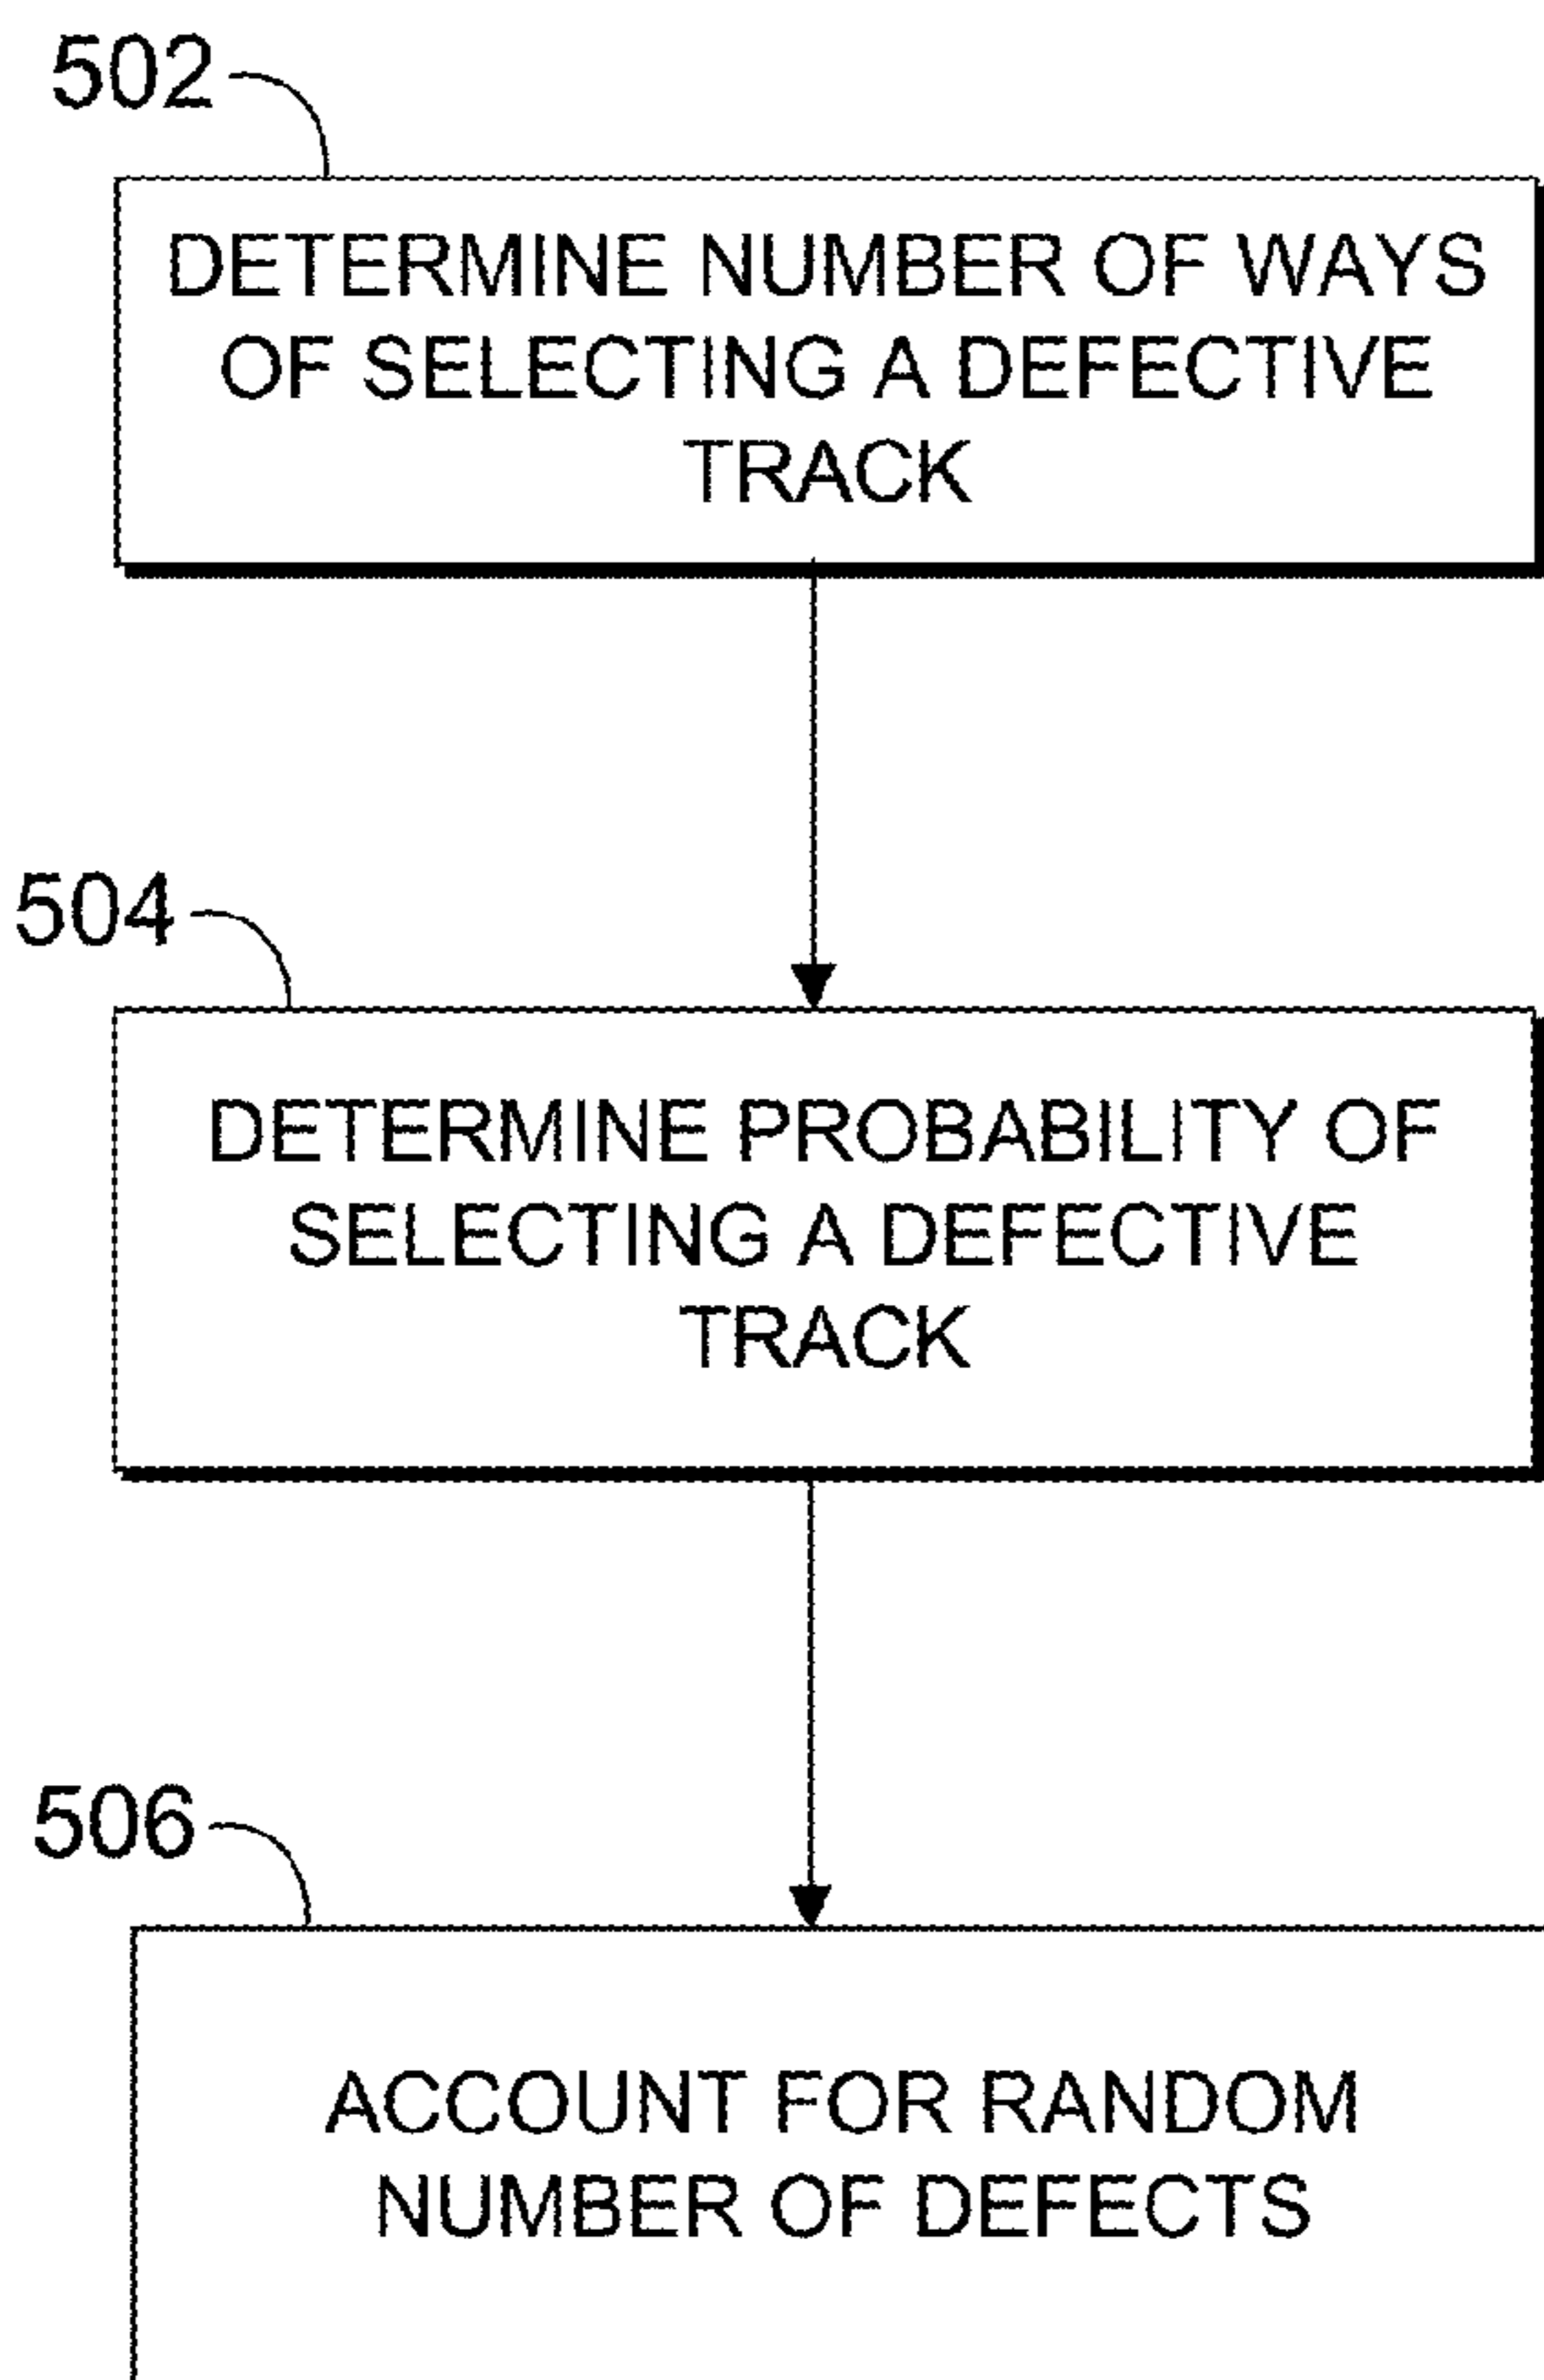 502
DETERMINE NUMBER OF WAYS
OF SELECTING A DEFECTIVE
TRACK
504
DETERMINE PROBABILITY OF
SELECTING A DEFECTIVE
TRACK
506
ACCOUNT FOR RANDOM
NUMBER OF DEFECTS